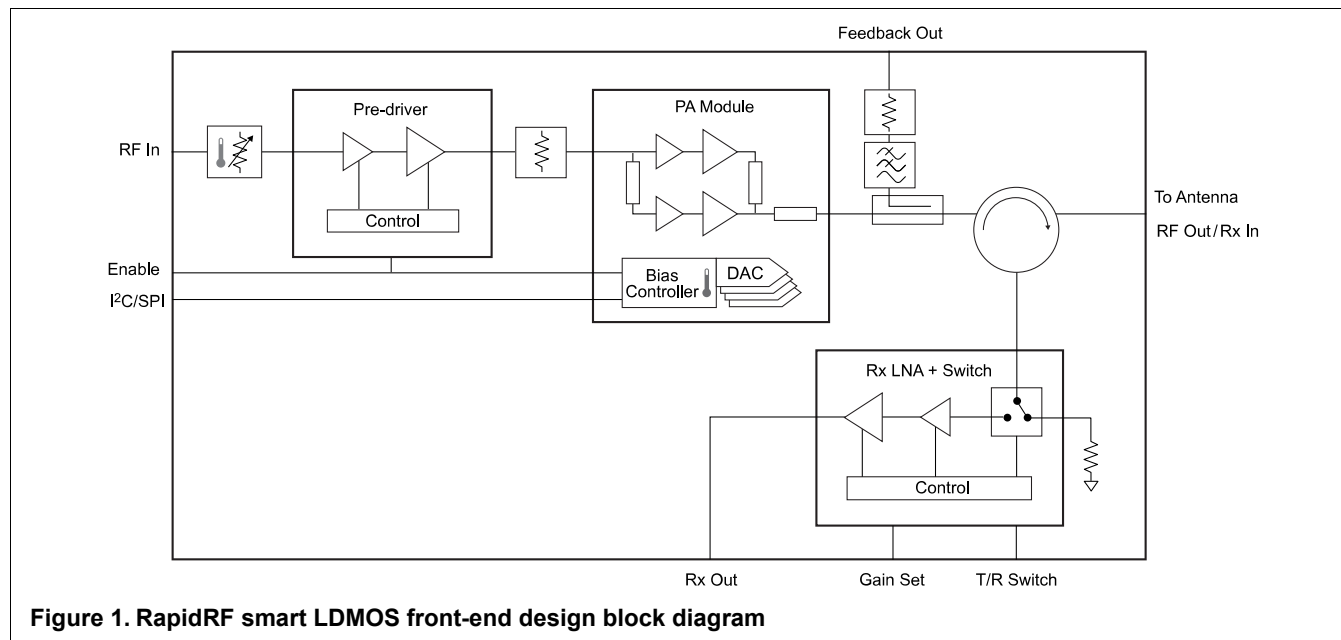 Feedback Out
Pre-driver
PA Module
RF In
Control
To Antenna
RF Out/Rx In
Enable
I²C/SPI
Bias
Controller
DAC
Rx LNA + Switch
Control
Rx Out
Gain Set
T/R Switch
Figure 1. RapidRF smart LDMOS front-end design block diagram